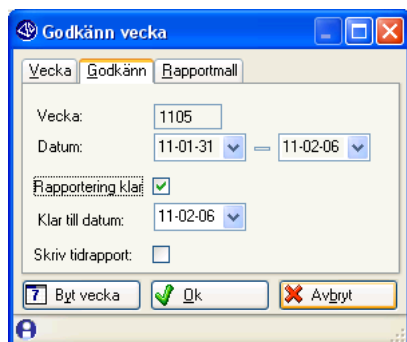 Godkänn vecka
Vecka Godkänn Rapportmall
Vecka: 1105
Datum: 11-01-31 — 11-02-06
Rapportering klar
Klar till datum: 11-02-06
Skriv tidrapport:
7 Byt vecka Ok Avbryt